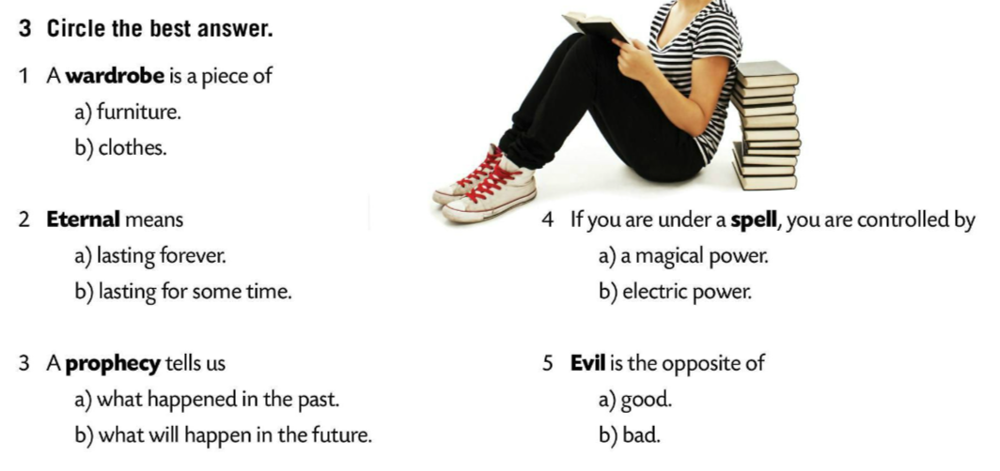 3 Circle the best answer.
1 A wardrobe is a piece of
a) furniture.
b) clothes.
2 Eternal means
a) lasting forever.
b) lasting for some time.
3 A prophecy tells us
a) what happened in the past.
b) what will happen in the future.
4 If you are under a spell, you are controlled by
a) a magical power.
b) electric power.
5 Evil is the opposite of
a) good.
b) bad.